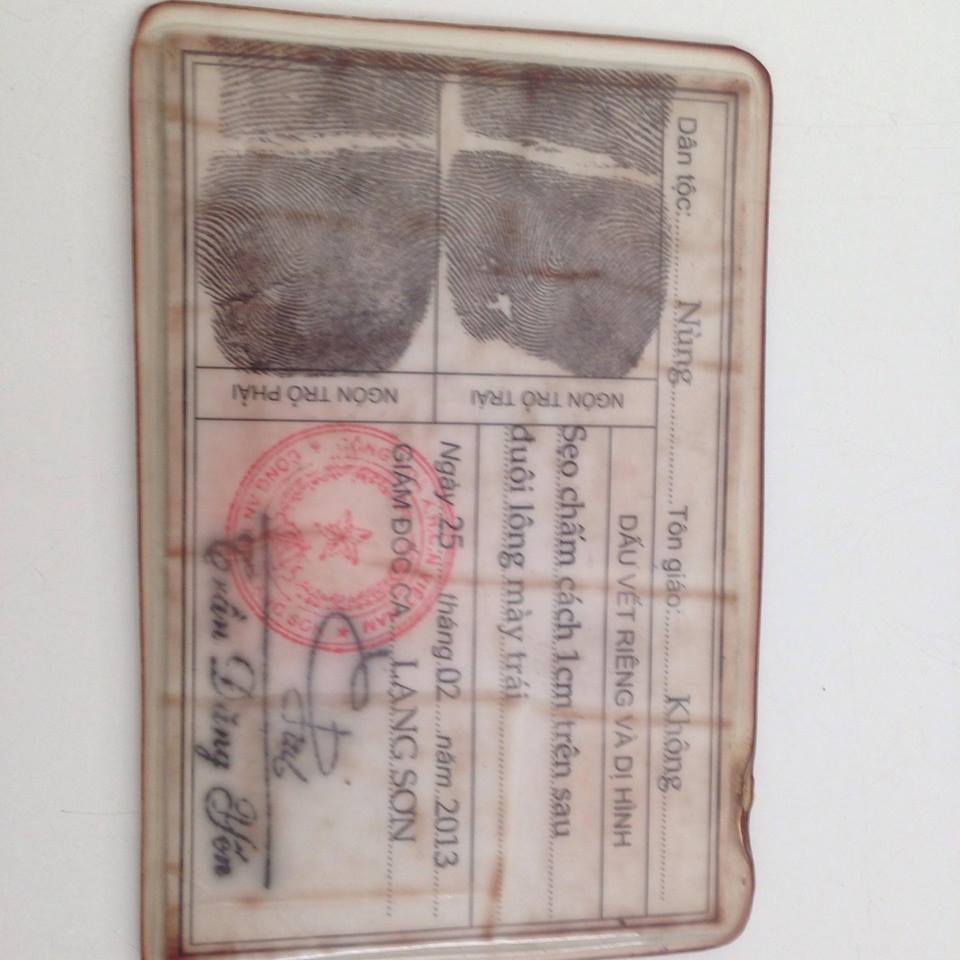 Dân tộc: Nùng Tôn giáo: Không
NGÓN TRỎ TRÁI
NGÓN TRỎ PHẢI
DẤU VẾT RIÊNG VÀ DỊ HÌNH
Sẹo chấm cách 1cm trên sau
đuôi lông mày trái
Ngày 25 tháng 02 năm 2013
GIÁM ĐỐC CA LẠNG SƠN
CÔNG AN
Trần Đăng Yến